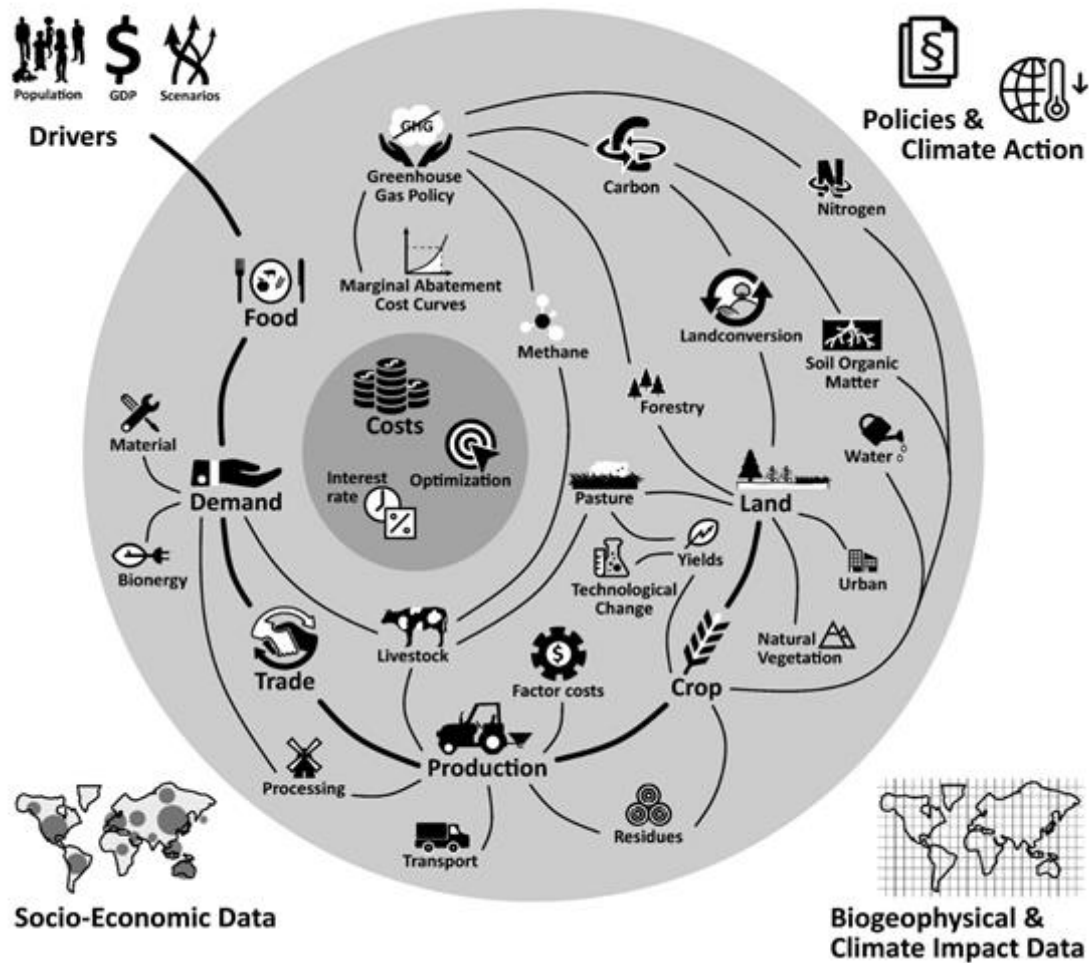 Population
GDP
Scenarios
Drivers
§
Policies &
Climate Action
GHG
Greenhouse
Gas Policy
Carbon
N
Nitrogen
Marginal Abatement
Cost Curves
Food
Methane
Landconversion
Soil Organic
Matter
Forestry
Costs
Material
Water
Interest
rate
%
Optimization
Pasture
Land
Demand
Bionergy
Technological
Change
Yields
Urban
Livestock
$
Factor costs
Natural
Vegetation
Trade
Crop
Production
Processing
Transport
Residues
Socio-Economic Data
Biogeophysical &
Climate Impact Data